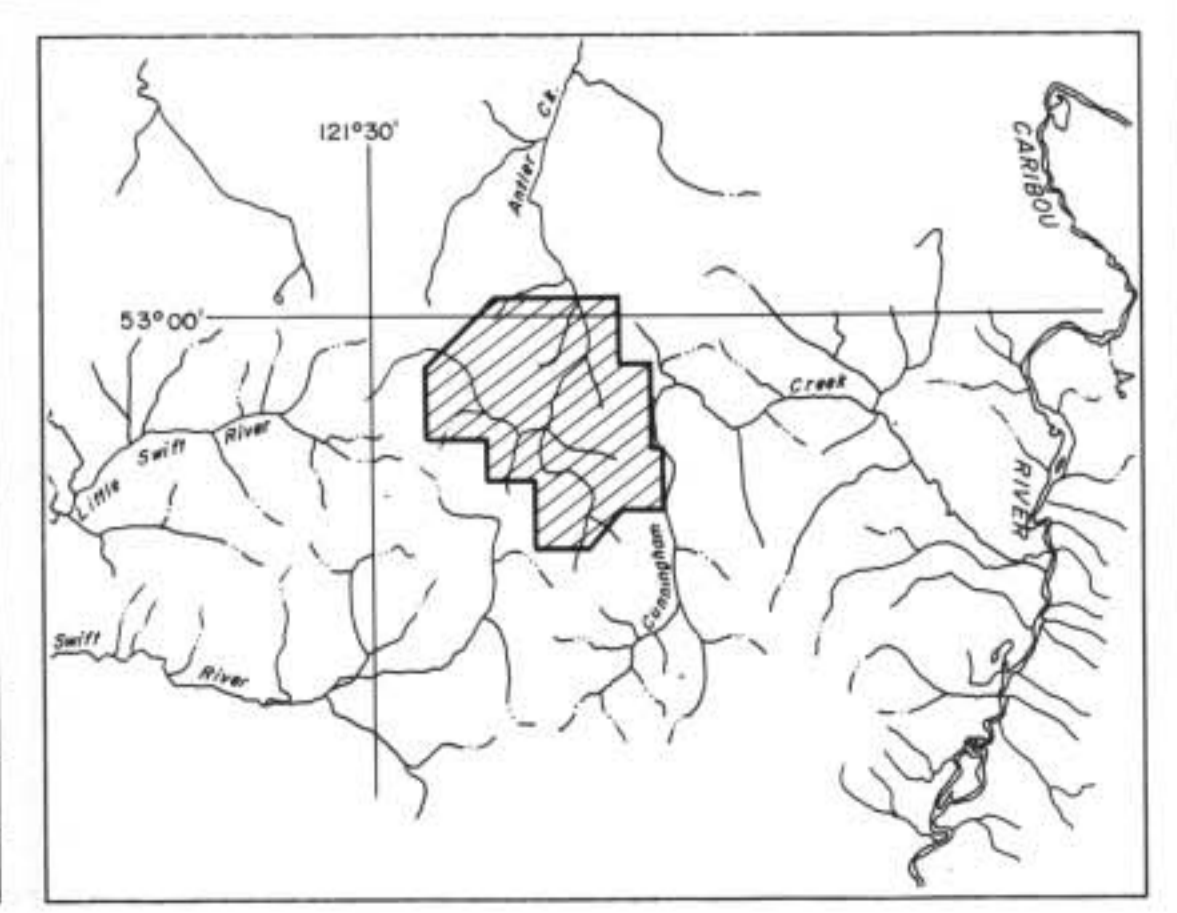 121°30'
Antler Ck.
CARIBOU
RIVER
53°00'
Creek
Little Swift River
Cunningham
Swift River